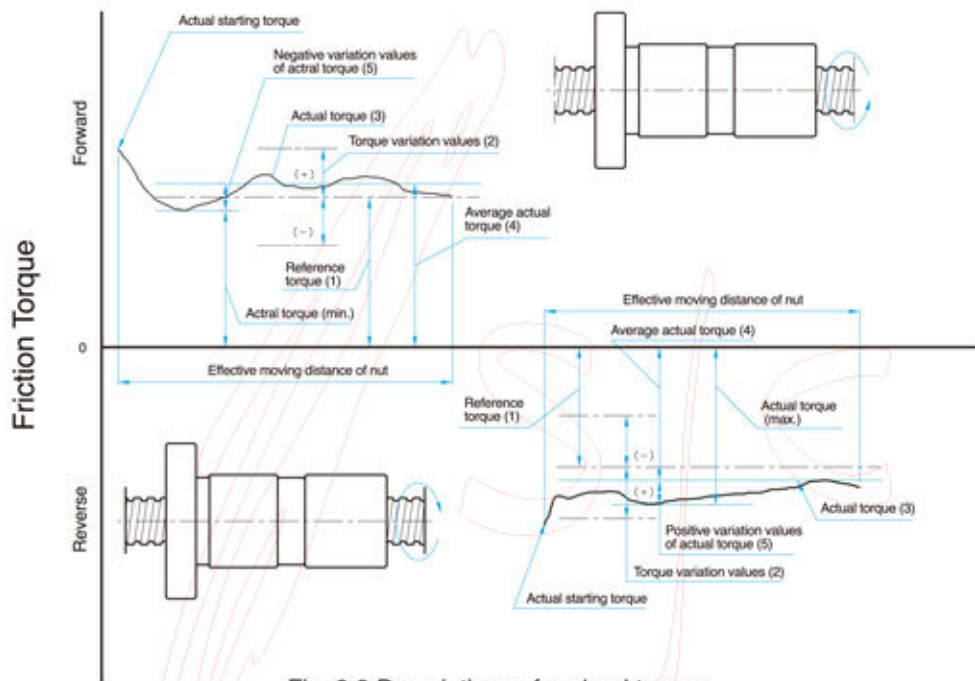 Actual starting torque
Negative variation values
of actral torque (5)
Actual torque (3)
Torque variation values (2)
(+)
(-)
Average actual
torque (4)
Reference
torque (1)
Actral torque (min.)
Forward
Friction Torque
0
Effective moving distance of nut
Effective moving distance of nut
Average actual torque (4)
Reference
torque (1)
Actual torque
(max.)
(-)
(+)
Actual torque (3)
Positive variation values
of actual torque (5)
Torque variation values (2)
Actual starting torque
Reverse